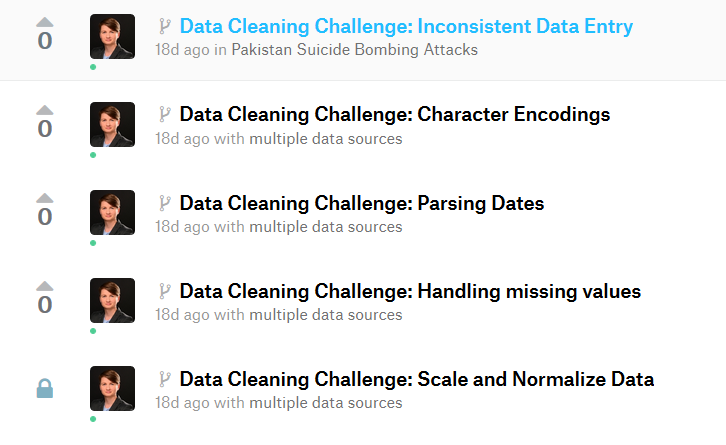 Data Cleaning Challenge: Inconsistent Data Entry
0
18d ago in Pakistan Suicide Bombing Attacks
Data Cleaning Challenge: Character Encodings
0
18d ago with multiple data sources
Data Cleaning Challenge: Parsing Dates
0
18d ago with multiple data sources
Data Cleaning Challenge: Handling missing values
0
18d ago with multiple data sources
Data Cleaning Challenge: Scale and Normalize Data
18d ago with multiple data sources